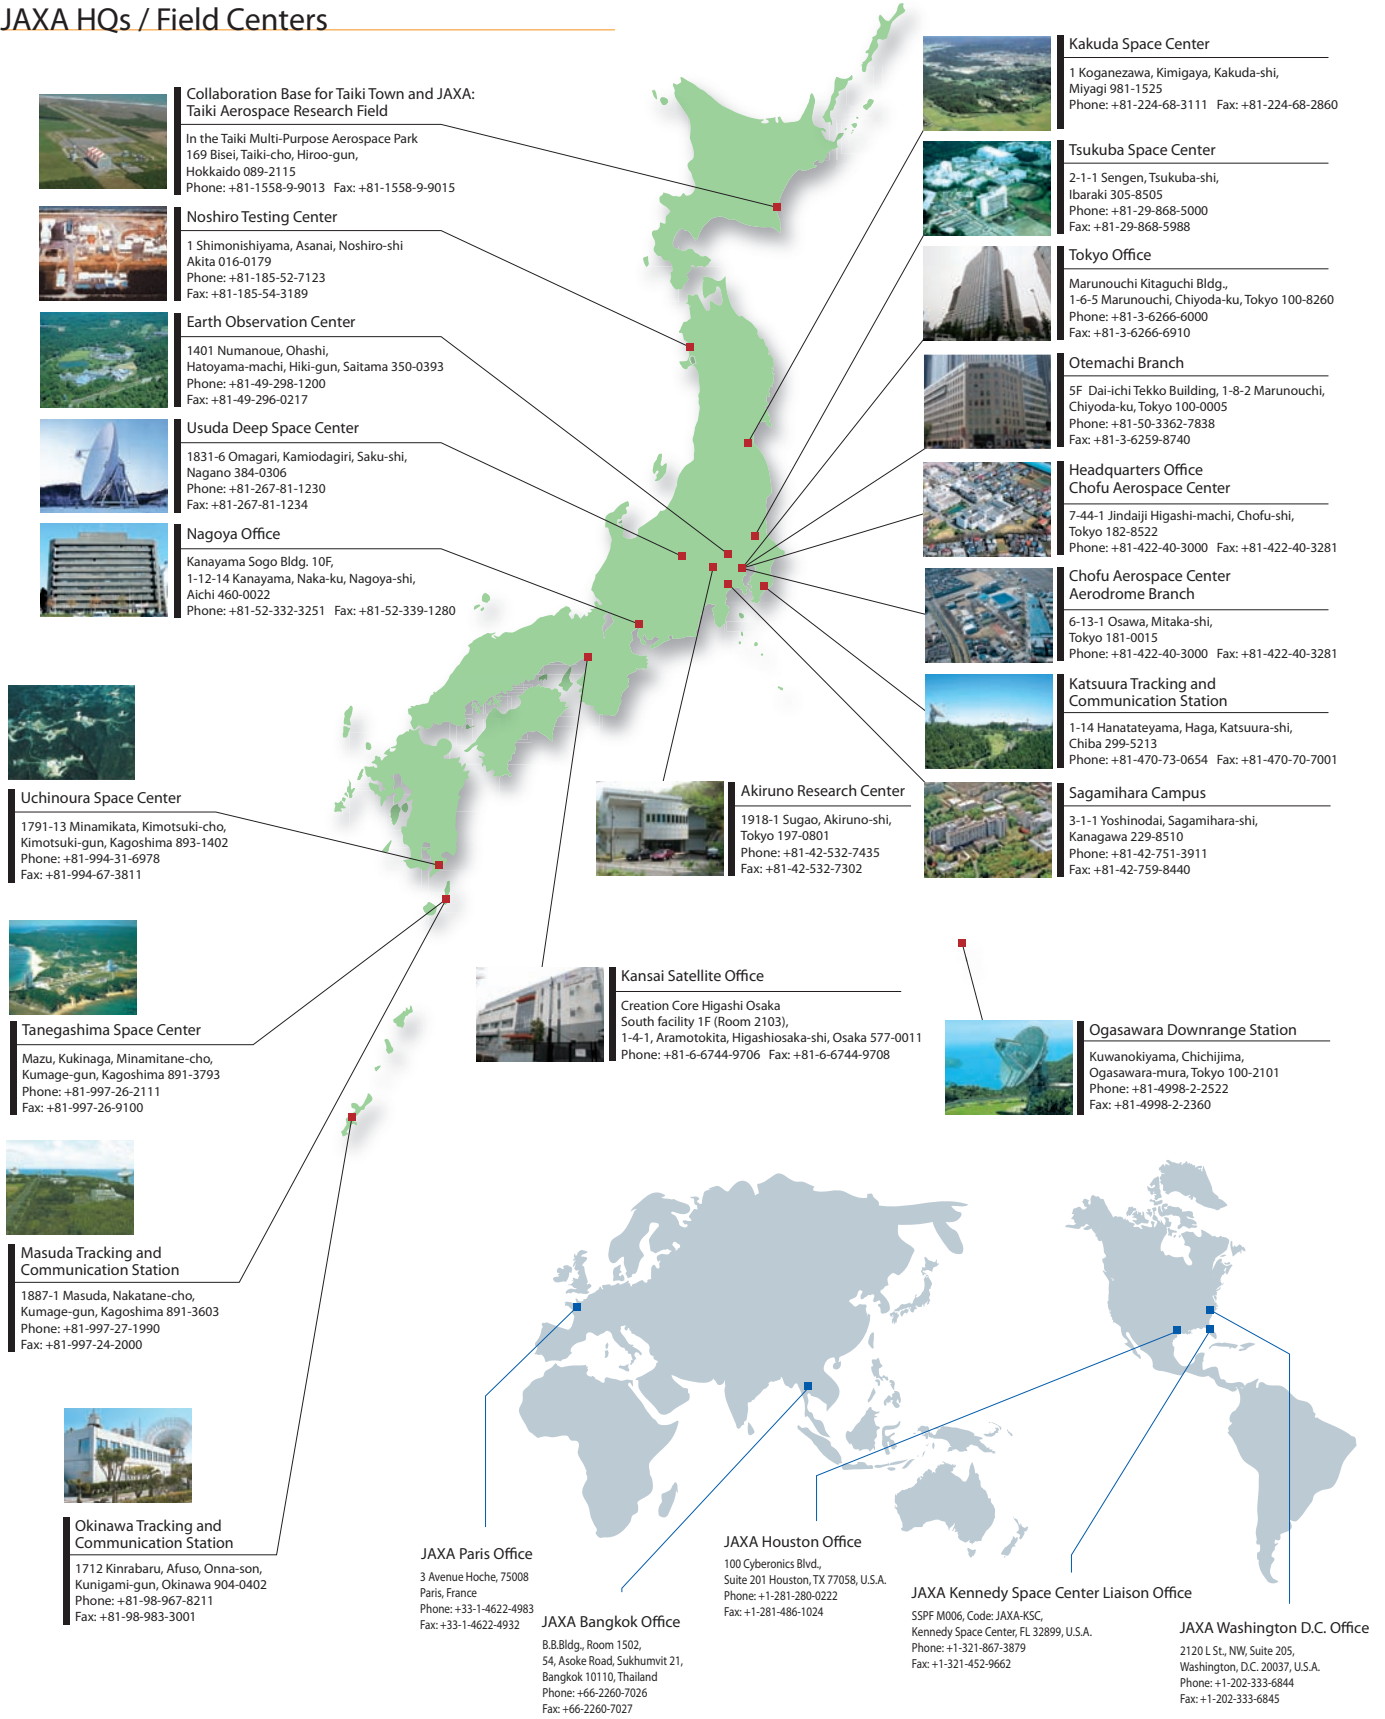 JAXA HQs / Field Centers
Collaboration Base for Taiki Town and JAXA:
Taiki Aerospace Research Field
In the Taiki Multi-Purpose Aerospace Park
169 Bisei, Taiki-cho, Hiroo-gun,
Hokkaido 089-2115
Phone: +81-1558-9-9013 Fax: +81-1558-9-9015
Noshiro Testing Center
1 Shimonishiyama, Asanai, Noshiro-shi
Akita 016-0179
Phone: +81-185-52-7123
Fax: +81-185-54-3189
Earth Observation Center
1401 Numanoue, Ohashi,
Hatoyama-machi, Hiki-gun, Saitama 350-0393
Phone: +81-49-298-1200
Fax: +81-49-296-0217
Usuda Deep Space Center
1831-6 Omagari, Kamiodagiri, Saku-shi,
Nagano 384-0306
Phone: +81-267-81-1230
Fax: +81-267-81-1234
Nagoya Office
Kanayama Sogo Bldg. 10F,
1-12-14 Kanayama, Naka-ku, Nagoya-shi,
Aichi 460-0022
Phone: +81-52-332-3251 Fax: +81-52-339-1280
Kakuda Space Center
1 Koganezawa, Kimigaya, Kakuda-shi,
Miyagi 981-1525
Phone: +81-224-68-3111 Fax: +81-224-68-2860
Tsukuba Space Center
2-1-1 Sengen, Tsukuba-shi,
Ibaraki 305-8505
Phone: +81-29-868-5000
Fax: +81-29-868-5988
Tokyo Office
Marunouchi Kitaguchi Bldg.,
1-6-5 Marunouchi, Chiyoda-ku, Tokyo 100-8260
Phone: +81-3-6266-6000
Fax: +81-3-6266-6910
Otemachi Branch
5F Dai-ichi Tekko Building, 1-8-2 Marunouchi,
Chiyoda-ku, Tokyo 100-0005
Phone: +81-50-3362-7838
Fax: +81-3-6259-8740
Headquarters Office
Chofu Aerospace Center
7-44-1 Jindaiji Higashi-machi, Chofu-shi,
Tokyo 182-8522
Phone: +81-422-40-3000 Fax: +81-422-40-3281
Chofu Aerospace Center
Aerodrome Branch
6-13-1 Osawa, Mitaka-shi,
Tokyo 181-0015
Phone: +81-422-40-3000 Fax: +81-422-40-3281
Katsuura Tracking and
Communication Station
1-14 Hanatateyama, Haga, Katsuura-shi,
Chiba 299-5213
Phone: +81-470-73-0654 Fax: +81-470-70-7001
Sagamihara Campus
3-1-1 Yoshinodai, Sagamihara-shi,
Kanagawa 229-8510
Phone: +81-42-751-3911
Fax: +81-42-759-8440
Akiruno Research Center
1918-1 Sugao, Akiruno-shi,
Tokyo 197-0801
Phone: +81-42-532-7435
Fax: +81-42-532-7302
Uchinoura Space Center
1791-13 Minamikata, Kimotsuki-cho,
Kimotsuki-gun, Kagoshima 893-1402
Phone: +81-994-31-6978
Fax: +81-994-67-3811
Kansai Satellite Office
Creation Core Higashi Osaka
South facility 1F (Room 2103),
1-4-1, Aramotokita, Higashiosaka-shi, Osaka 577-0011
Phone: +81-6-6744-9706 Fax: +81-6-6744-9708
Tanegashima Space Center
Mazu, Kukinaga, Minamitane-cho,
Kumage-gun, Kagoshima 891-3793
Phone: +81-997-26-2111
Fax: +81-997-26-9100
Ogasawara Downrange Station
Kuwanokiyama, Chichijima,
Ogasawara-mura, Tokyo 100-2101
Phone: +81-4998-2-2522
Fax: +81-4998-2-2360
Masuda Tracking and
Communication Station
1887-1 Masuda, Nakatane-cho,
Kumage-gun, Kagoshima 891-3603
Phone: +81-997-27-1990
Fax: +81-997-24-2000
Okinawa Tracking and
Communication Station
1712 Kinrabaru, Afuso, Onna-son,
Kunigami-gun, Okinawa 904-0402
Phone: +81-98-967-8211
Fax: +81-98-983-3001
JAXA Paris Office
3 Avenue Hoche, 75008
Paris, France
Phone: +33-1-4622-4983
Fax: +33-1-4622-4932
JAXA Bangkok Office
B.B.Bldg., Room 1502,
54, Asoke Road, Sukhumvit 21,
Bangkok 10110, Thailand
Phone: +66-2260-7026
Fax: +66-2260-7027
JAXA Houston Office
100 Cyberonics Blvd.,
Suite 201 Houston, TX 77058, U.S.A.
Phone: +1-281-280-0222
Fax: +1-281-486-1024
JAXA Kennedy Space Center Liaison Office
SSPF M006, Code: JAXA-KSC,
Kennedy Space Center, FL 32899, U.S.A.
Phone: +1-321-867-3879
Fax: +1-321-452-9662
JAXA Washington D.C. Office
2120 L St., NW, Suite 205,
Washington, D.C. 20037, U.S.A.
Phone: +1-202-333-6844
Fax: +1-202-333-6845